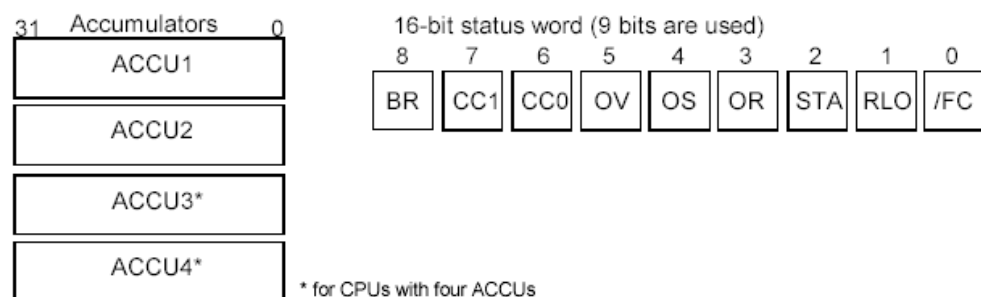 31 Accumulators 0
ACCU1
ACCU2
ACCU3*
ACCU4*
16-bit status word (9 bits are used)
8 7 6 5 4 3 2 1 0
BR CC1 CC0 OV OS OR STA RLO /FC
* for CPUs with four ACCUs